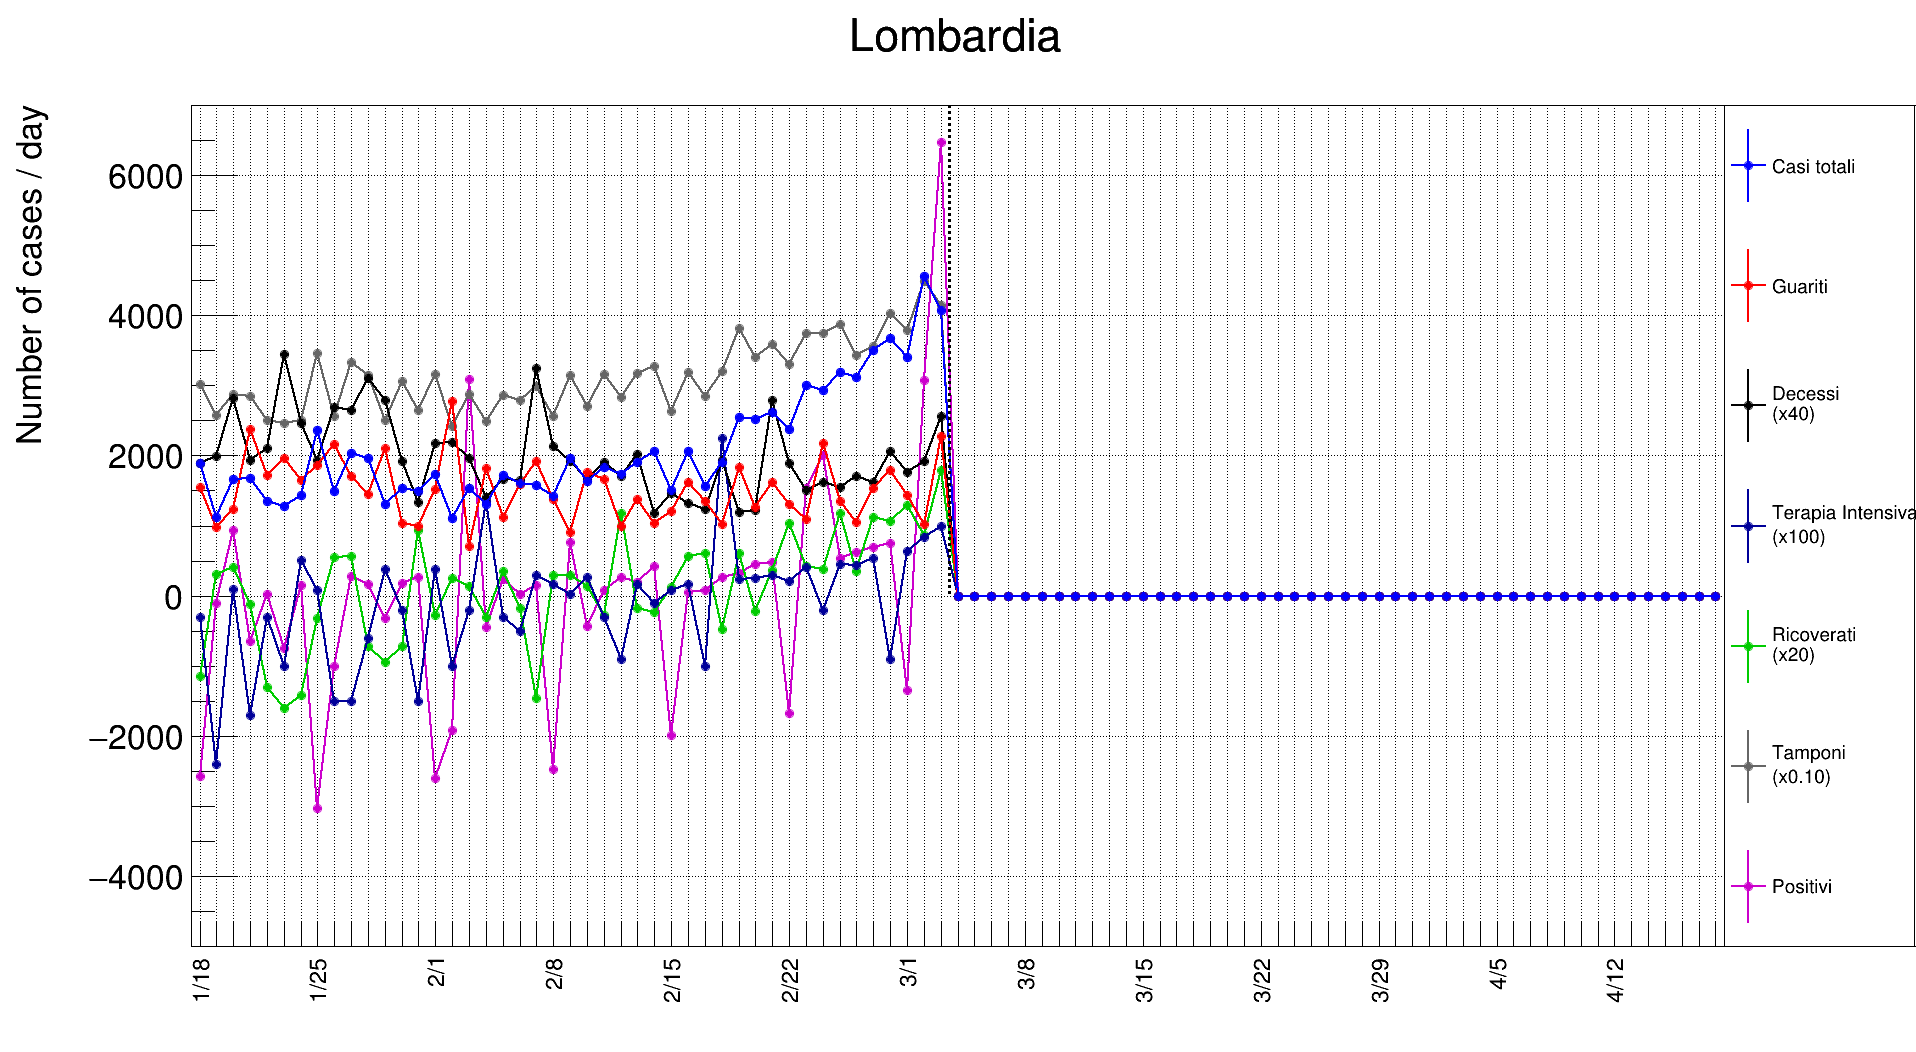 Lombardia
Number of cases / day
6000
4000
2000
0
−2000
−4000
1/18
1/25
2/1
2/8
2/15
2/22
3/1
3/8
3/15
3/22
3/29
4/5
4/12
Casi totali
Guariti
Decessi
(x40)
Terapia Intensiva
(x100)
Ricoverati
(x20)
Tamponi
(x0.10)
Positivi